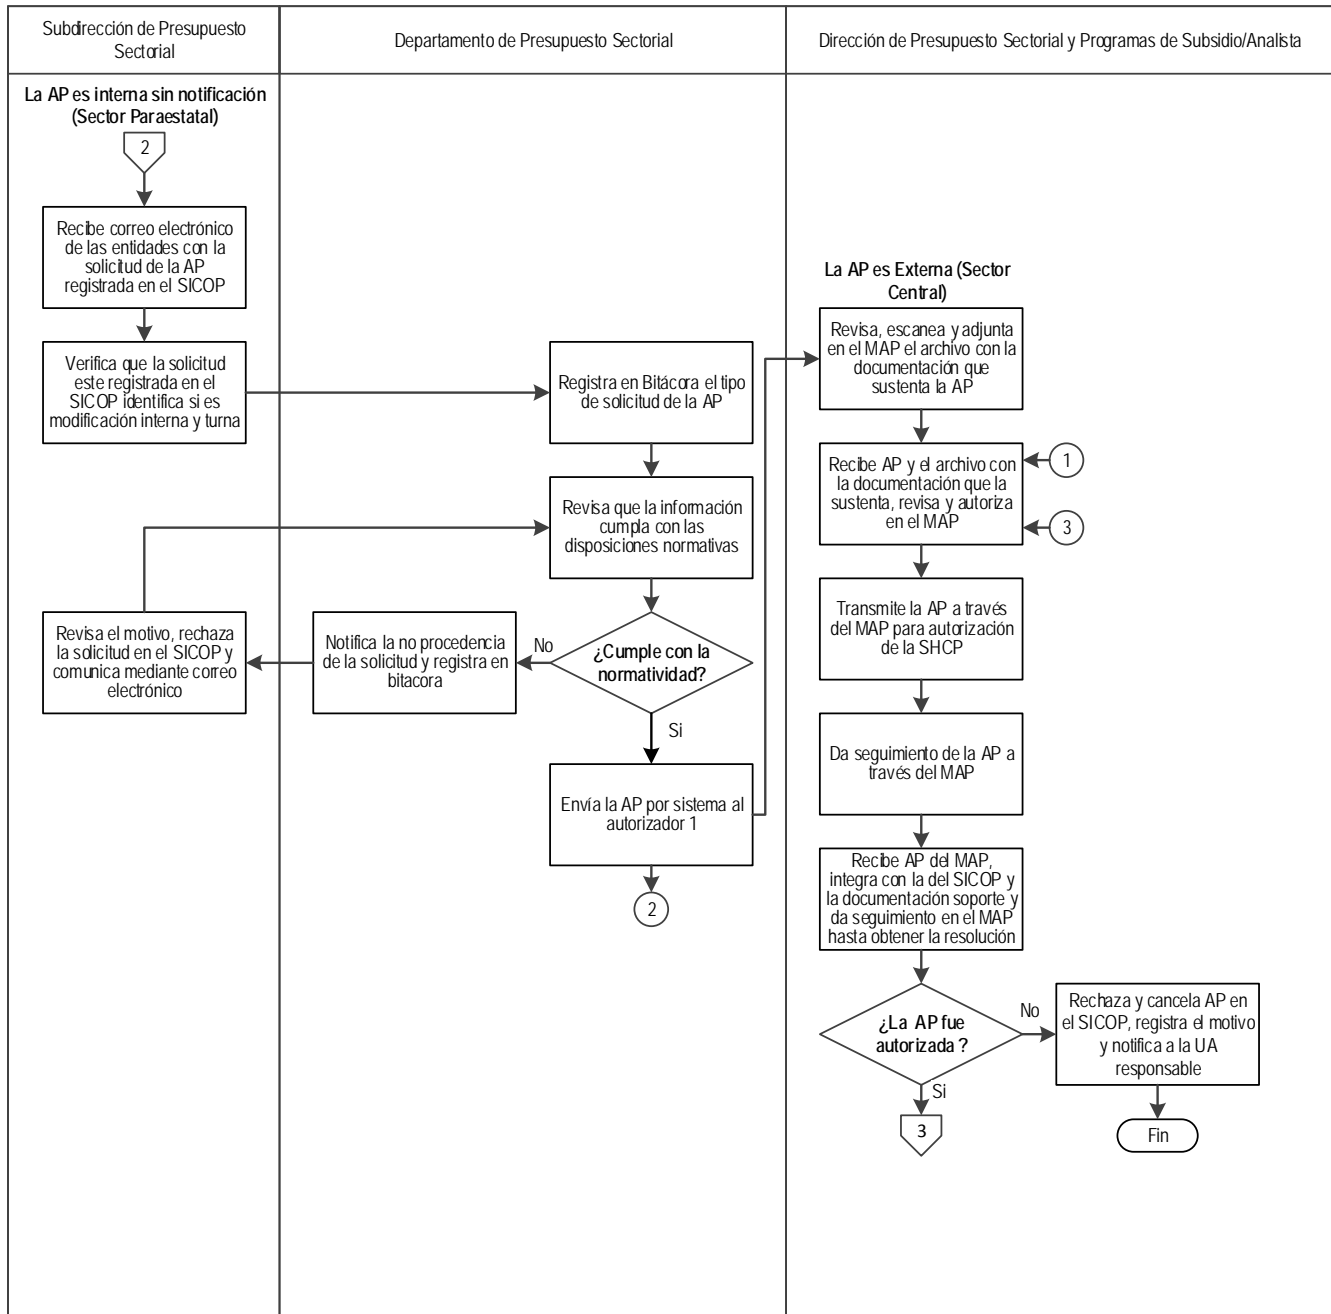 Subdirección de Presupuesto
Sectorial
Departamento de Presupuesto Sectorial
Dirección de Presupuesto Sectorial y Programas de Subsidio/Analista
La AP es interna sin notificación
(Sector Paraestatal)
2
Recibe correo electrónico
de las entidades con la
solicitud de la AP
registrada en el SICOP
Verifica que la solicitud
este registrada en el
SICOP identifica si es
modificación interna y turna
Revisa el motivo, rechaza
la solicitud en el SICOP y
comunica mediante correo
electrónico
Registra en Bitácora el tipo
de solicitud de la AP
Revisa que la información
cumpla con las
disposiciones normativas
Notifica la no procedencia
de la solicitud y registra en
bitacora
No
¿Cumple con la
normatividad?
Si
Envía la AP por sistema al
autorizador 1
2
La AP es Externa (Sector
Central)
Revisa, escanea y adjunta
en el MAP el archivo con la
documentación que
sustenta la AP
Recibe AP y el archivo con
la documentación que la
sustenta, revisa y autoriza
en el MAP
1
3
Transmite la AP a través
del MAP para autorización
de la SHCP
Da seguimiento de la AP a
través del MAP
Recibe AP del MAP,
integra con la del SICOP y
la documentación soporte y
da seguimiento en el MAP
hasta obtener la resolución
¿La AP fue
autorizada ?
No
Rechaza y cancela AP en
el SICOP, registra el motivo
y notifica a la UA
responsable
Si
3
Fin